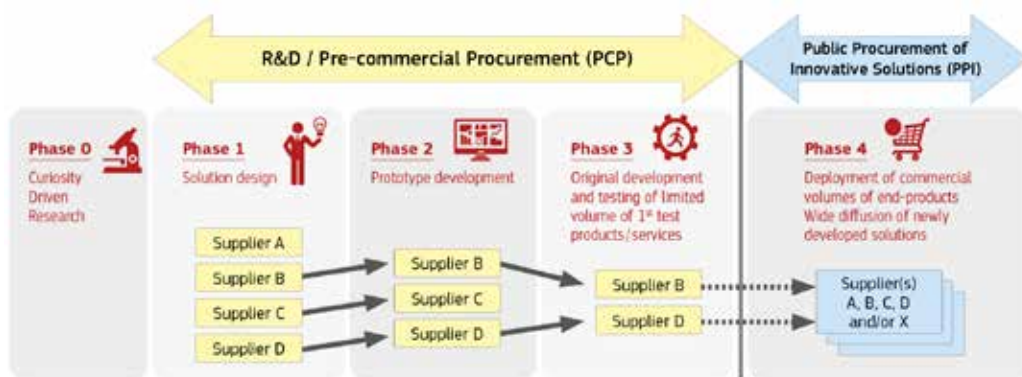 R&D / Pre-commercial Procurement (PCP)
Public Procurement of
Innovative Solutions (PPI)
Phase 0
Curiosity
Driven
Research
Phase 1
Solution design
Supplier A
Supplier B
Supplier C
Supplier D
Phase 2
Prototype development
Supplier B
Supplier C
Supplier D
Phase 3
Original development
and testing of limited
volume of 1st test
products/services
Supplier B
Supplier D
Phase 4
Deployment of commercial
volumes of end-products
Wide diffusion of newly
developed solutions
Supplier(s)
A, B, C, D
and/or X